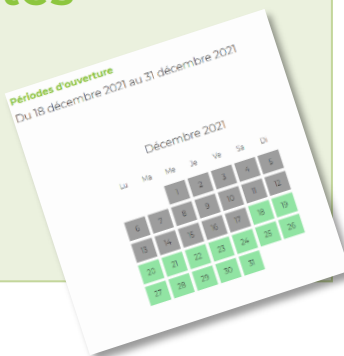 Périodes d'ouverture
Du 18 décembre 2021 au 31 décembre 2021
Décembre 2021
Lu Ma Me Je Ve Sa Di
1 2 3 4 5
6 7 8 9 10 11 12
13 14 15 16 17 18 19
20 21 22 23 24 25 26
27 28 29 30 31